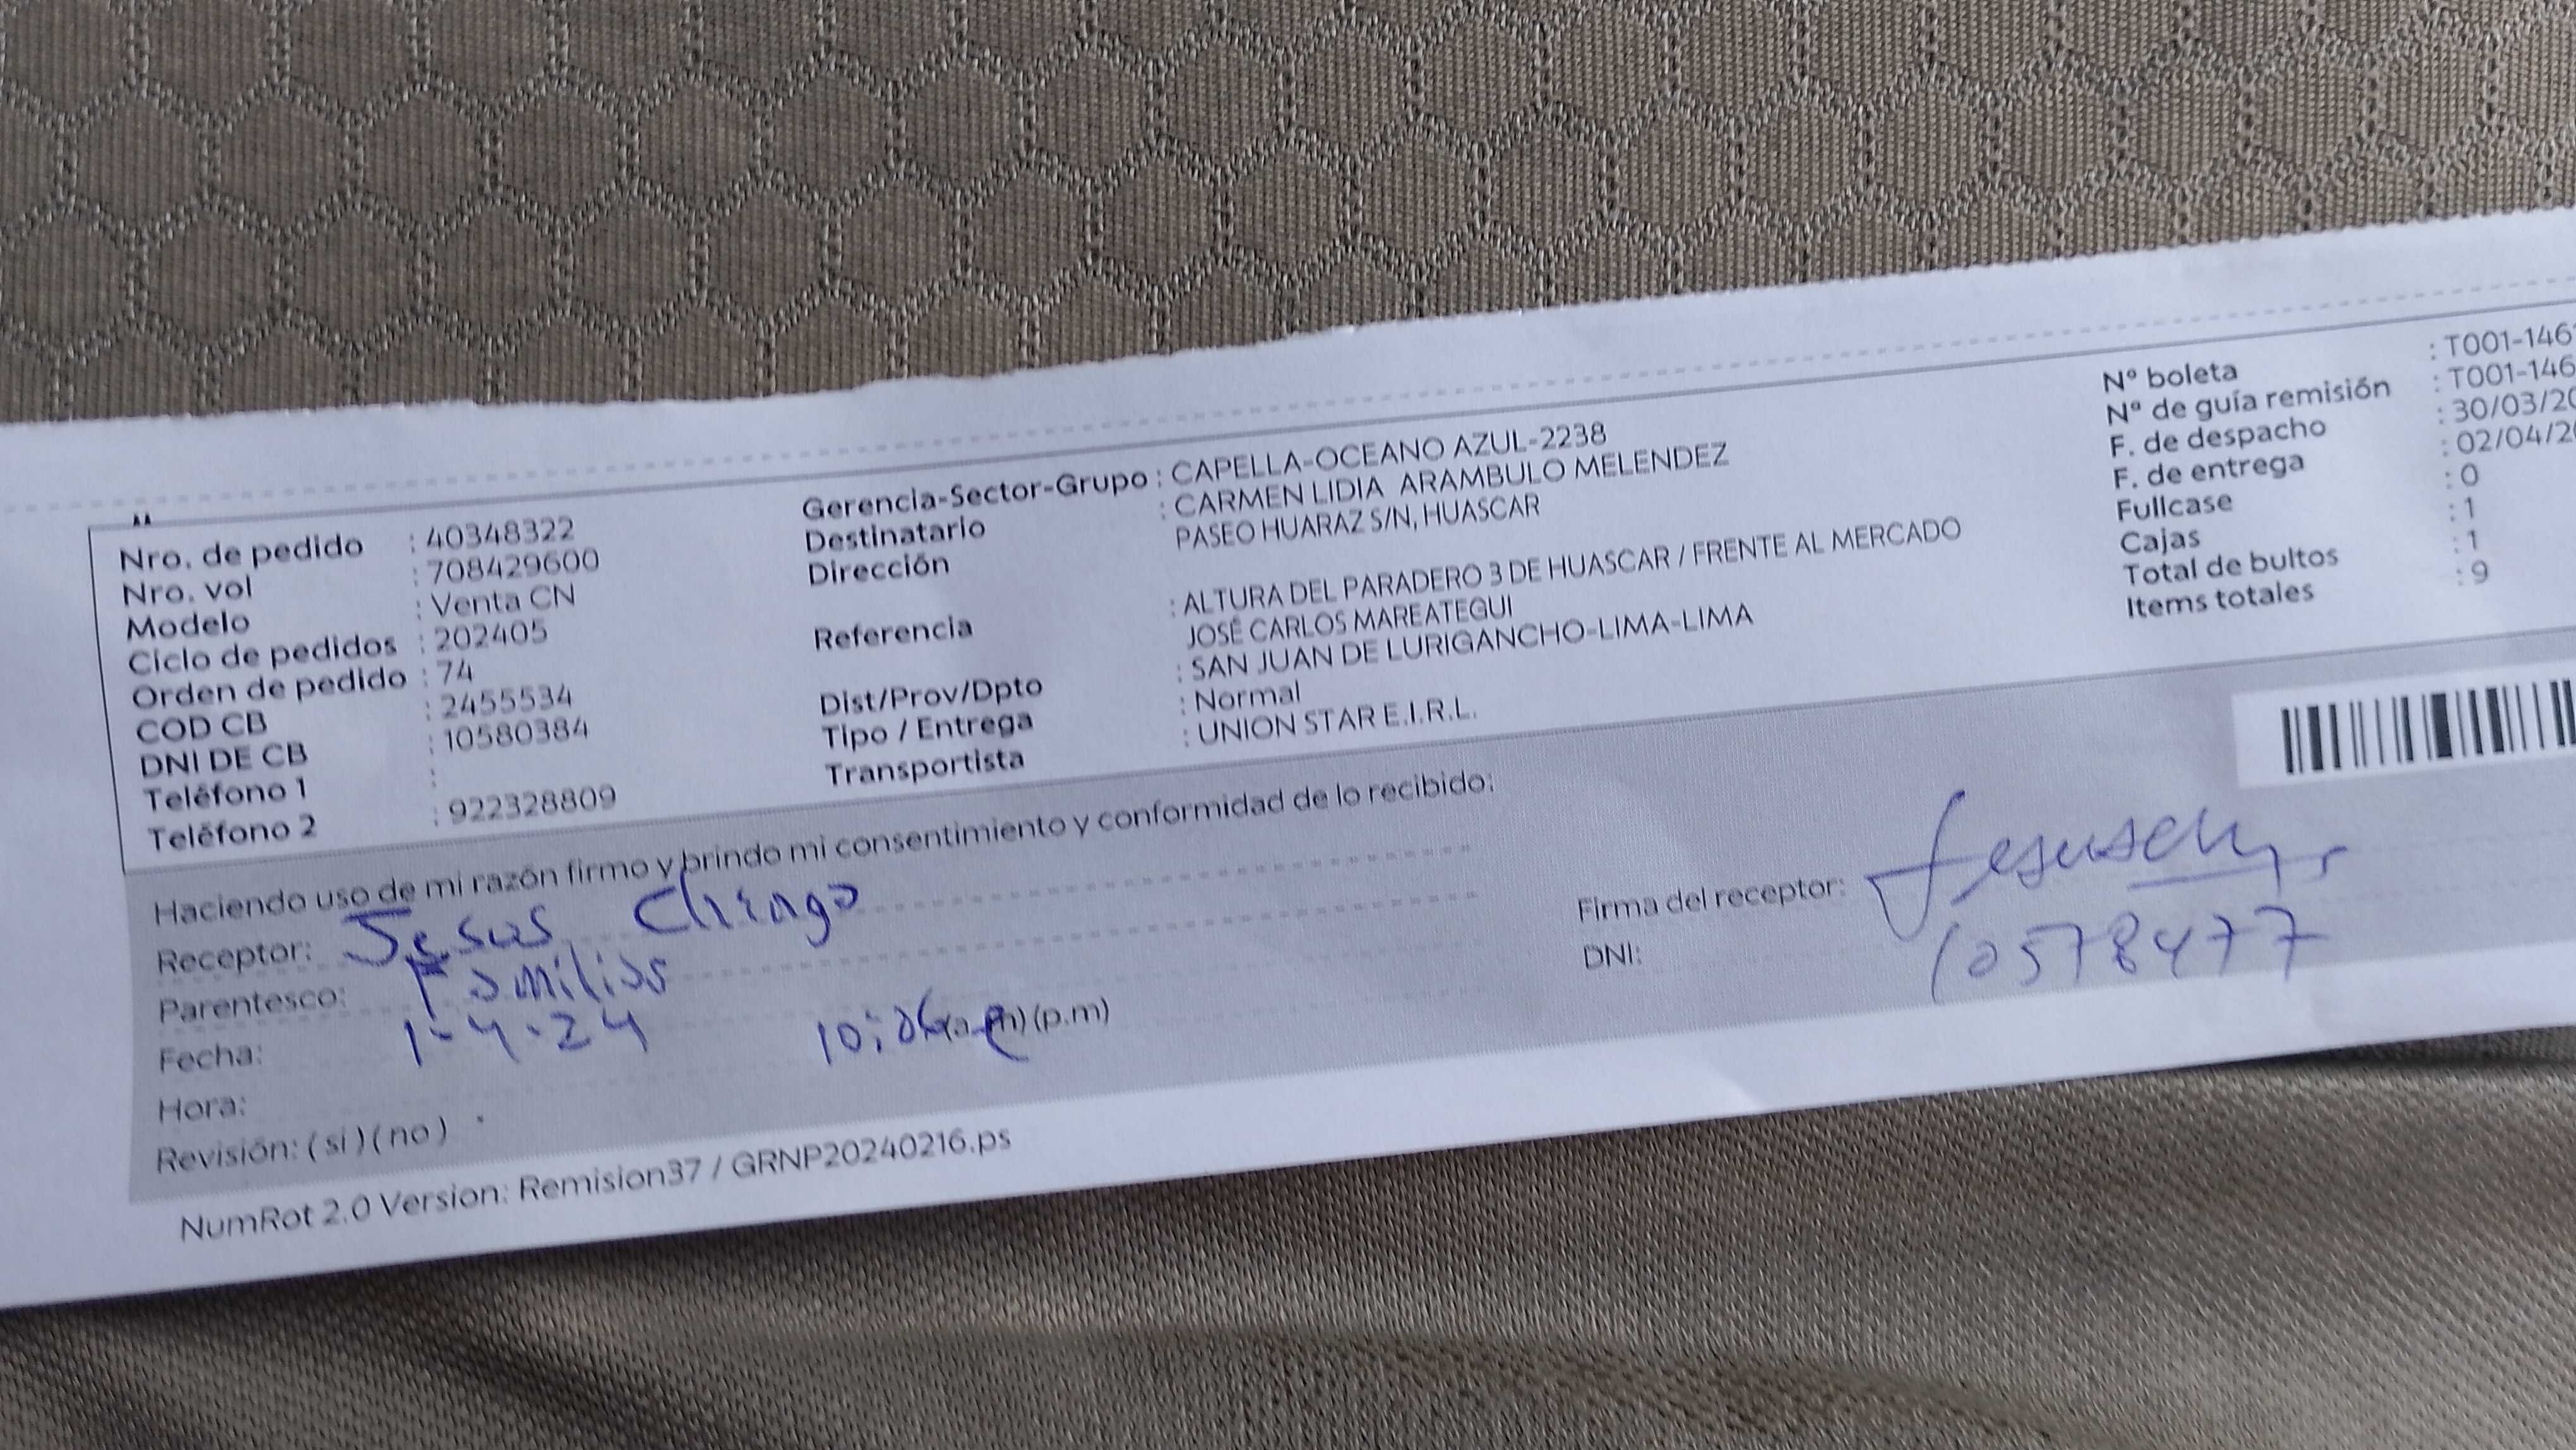 Nro. de pedido : 40348322
Nro. vol : 708429600
Modelo : Venta CN
Ciclo de pedidos : 202405
Orden de pedido : 74
COD CB : 2455534
DNI DE CB : 10580384
Teléfono 1 :
Teléfono 2 : 922328809
Gerencia-Sector-Grupo : CAPELLA-OCEANO AZUL-2238
Destinatario : CARMEN LIDIA ARAMBULO MELENDEZ
Dirección PASEO HUARAZ S/N, HUASCAR
Referencia : ALTURA DEL PARADERO 3 DE HUASCAR / FRENTE AL MERCADO
JOSÉ CARLOS MAREATEGUI
Dist/Prov/Dpto : SAN JUAN DE LURIGANCHO-LIMA-LIMA
Tipo / Entrega : Normal
Transportista : UNION STAR E.I.R.L.
Nº boleta : T001-146
Nº de guía remisión : T001-146
F. de despacho : 30/03/20
F. de entrega : 02/04/20
Fullcase : 0
Cajas : 1
Total de bultos : 1
Items totales : 9
Haciendo uso de mi razón firmo y brindo mi consentimiento y conformidad de lo recibido:
Receptor: Jesus Chingo
Parentesco: Familiar
Fecha: 1-4-24
Hora: 10:06 (a.m) (p.m)
Revisión: (si) (no)
Firma del receptor:
DNI: 10578477
NumRot 2.0 Version: Remision37 / GRNP20240216.ps